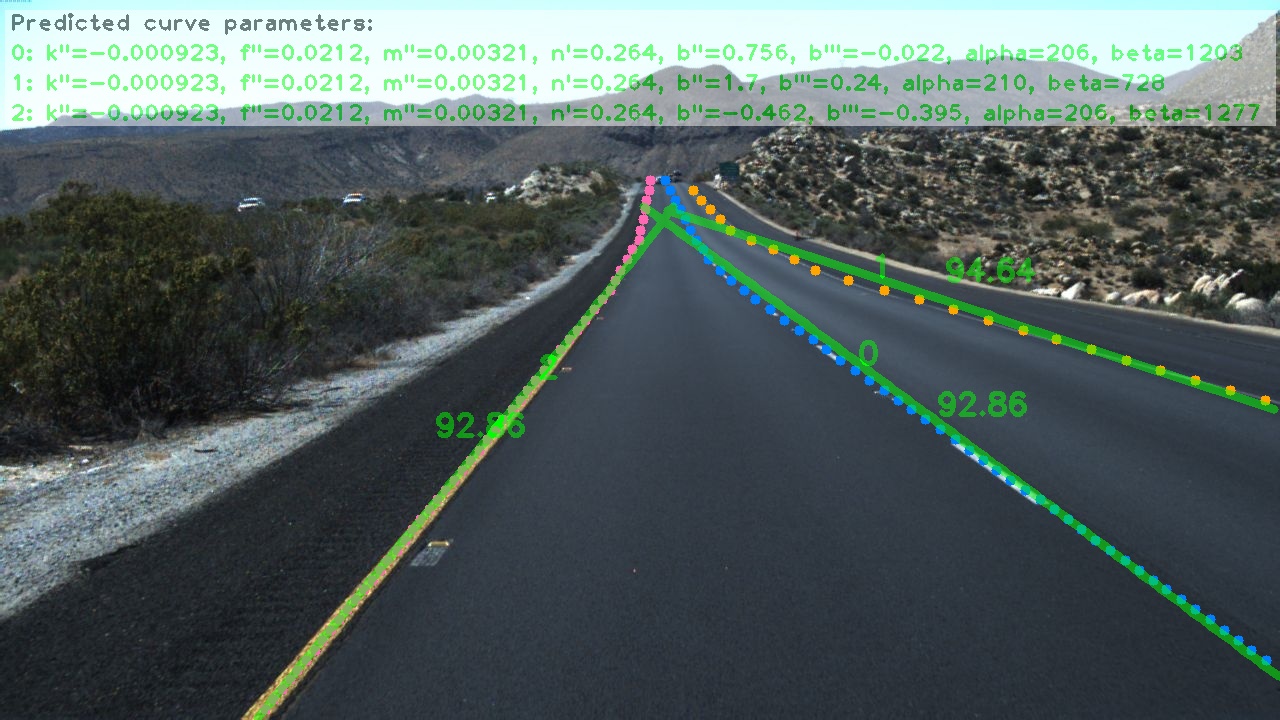 Predicted curve parameters:
0: k"=-0.000923, f"=0.0212, m"=0.00321, n'=0.264, b"=0.756, b'''=-0.022, alpha=206, beta=1203
1: k"=-0.000923, f"=0.0212, m"=0.00321, n'=0.264, b"=1.7, b'''=0.24, alpha=210, beta=728
2: k"=-0.000923, f"=0.0212, m"=0.00321, n'=0.264, b"=-0.462, b'''=-0.395, alpha=206, beta=1277
1 94.64
0
92.86
2
92.86